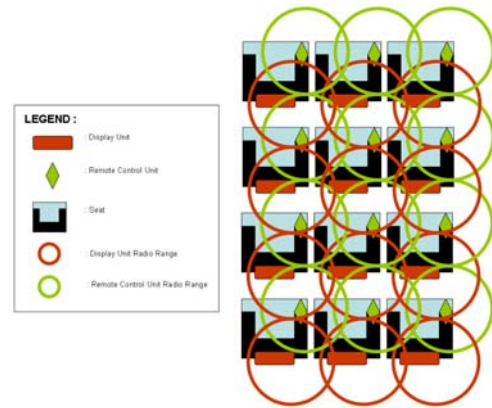 LEGEND :
: Display Unit
: Remote Control Unit
: Seat
: Display Unit Radio Range
: Remote Control Unit Radio Range